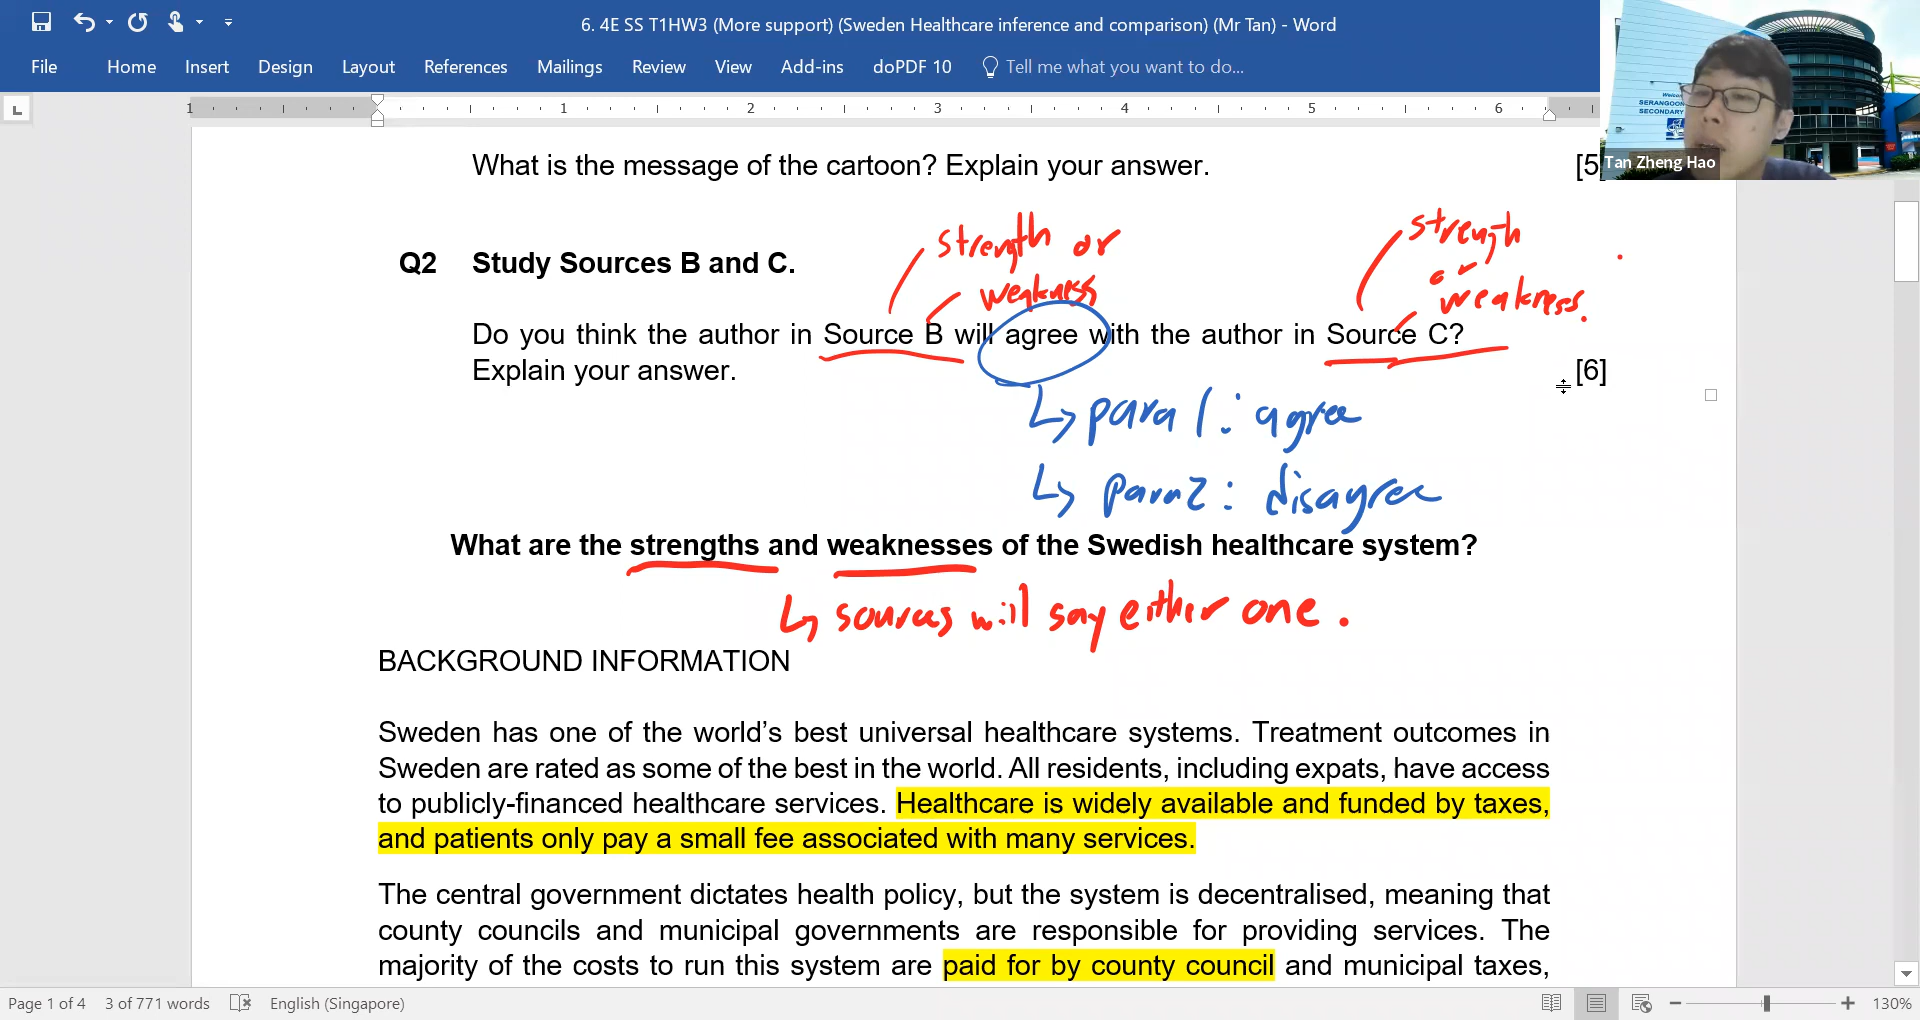 6. 4E SS T1HW3 (More support) (Sweden Healthcare inference and comparison) (Mr Tan) - Word
File Home Insert Design Layout References Mailings Review View Add-ins doPDF 10 Tell me what you want to do...
1 1 2 3 4 5 6
SERANGOON
SECONDARY
Tan Zheng Hao
What is the message of the cartoon? Explain your answer. [5]
strength or
weakness
strength
or
weakness.
Q2 Study Sources B and C.
Do you think the author in Source B will agree with the author in Source C?
Explain your answer. [6]
↳ para 1: agree
↳ para 2: disagree
What are the strengths and weaknesses of the Swedish healthcare system?
↳ sources will say either one.
BACKGROUND INFORMATION
Sweden has one of the world’s best universal healthcare systems. Treatment outcomes in
Sweden are rated as some of the best in the world. All residents, including expats, have access
to publicly-financed healthcare services. Healthcare is widely available and funded by taxes,
and patients only pay a small fee associated with many services.
The central government dictates health policy, but the system is decentralised, meaning that
county councils and municipal governments are responsible for providing services. The
majority of the costs to run this system are paid for by county council and municipal taxes,
Page 1 of 4 3 of 771 words English (Singapore) 130%